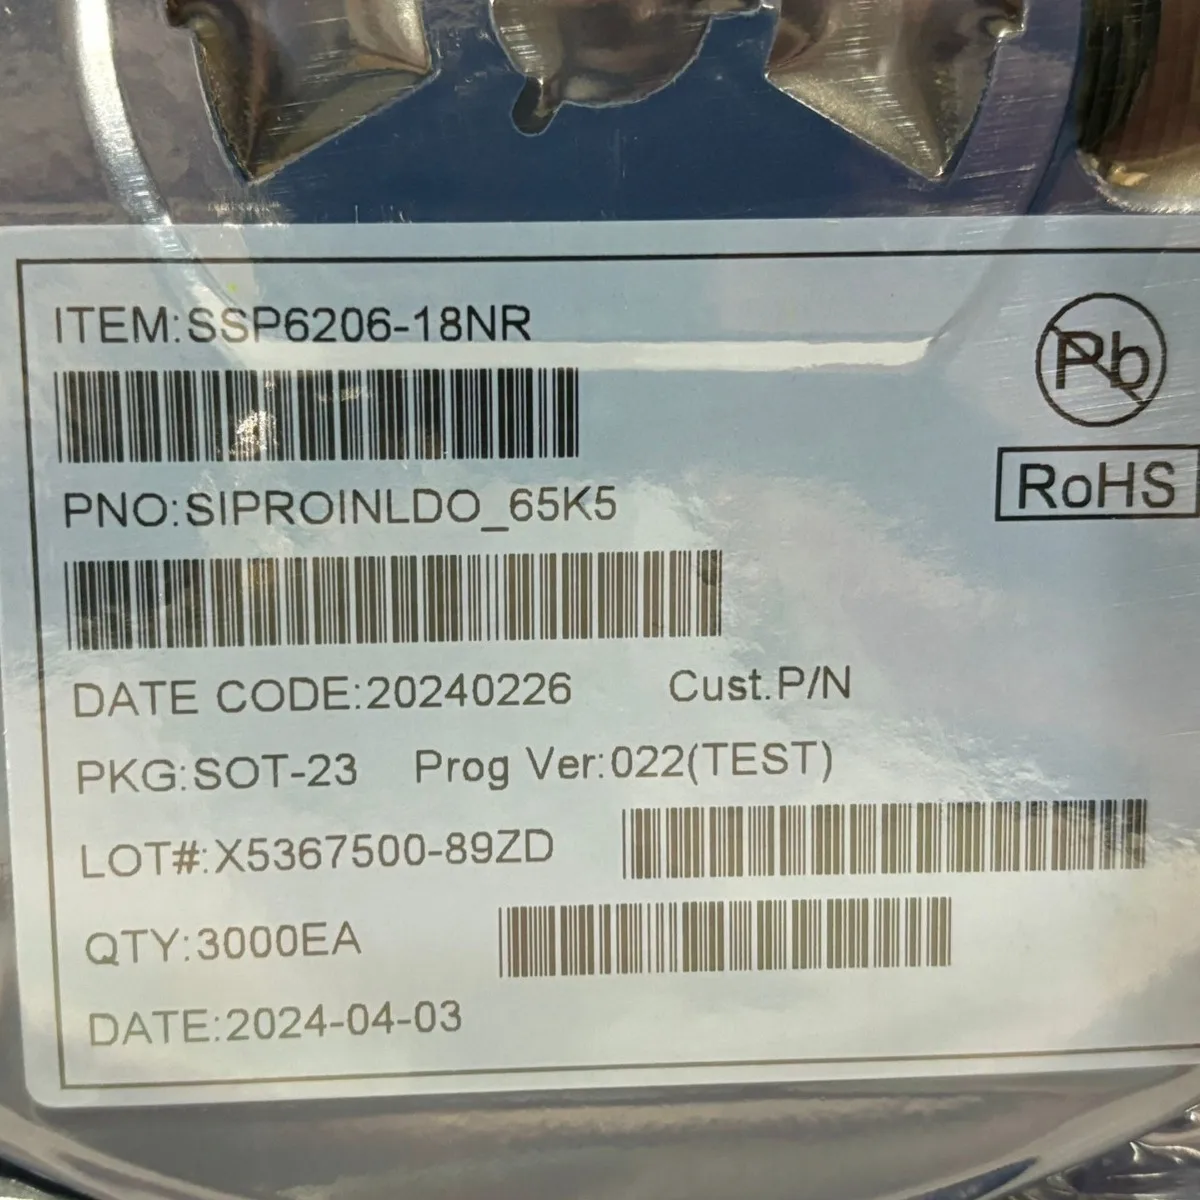 ITEM:SSP6206-18NR
Pb
PNO:SIPROINLDO_65K5
RoHS
DATE CODE:20240226 Cust.P/N
PKG:SOT-23 Prog Ver:022(TEST)
LOT#:X5367500-89ZD
QTY:3000EA
DATE:2024-04-03